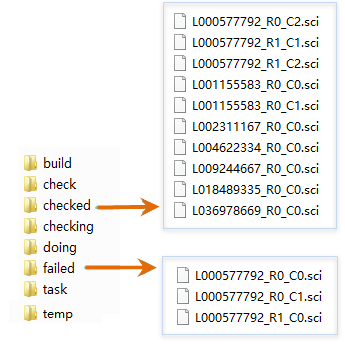 build
check
checked
checking
doing
failed
task
temp
L000577792_R0_C2.sci
L000577792_R1_C1.sci
L000577792_R1_C2.sci
L001155583_R0_C0.sci
L001155583_R0_C1.sci
L002311167_R0_C0.sci
L004622334_R0_C0.sci
L009244667_R0_C0.sci
L018489335_R0_C0.sci
L036978669_R0_C0.sci
L000577792_R0_C0.sci
L000577792_R0_C1.sci
L000577792_R1_C0.sci